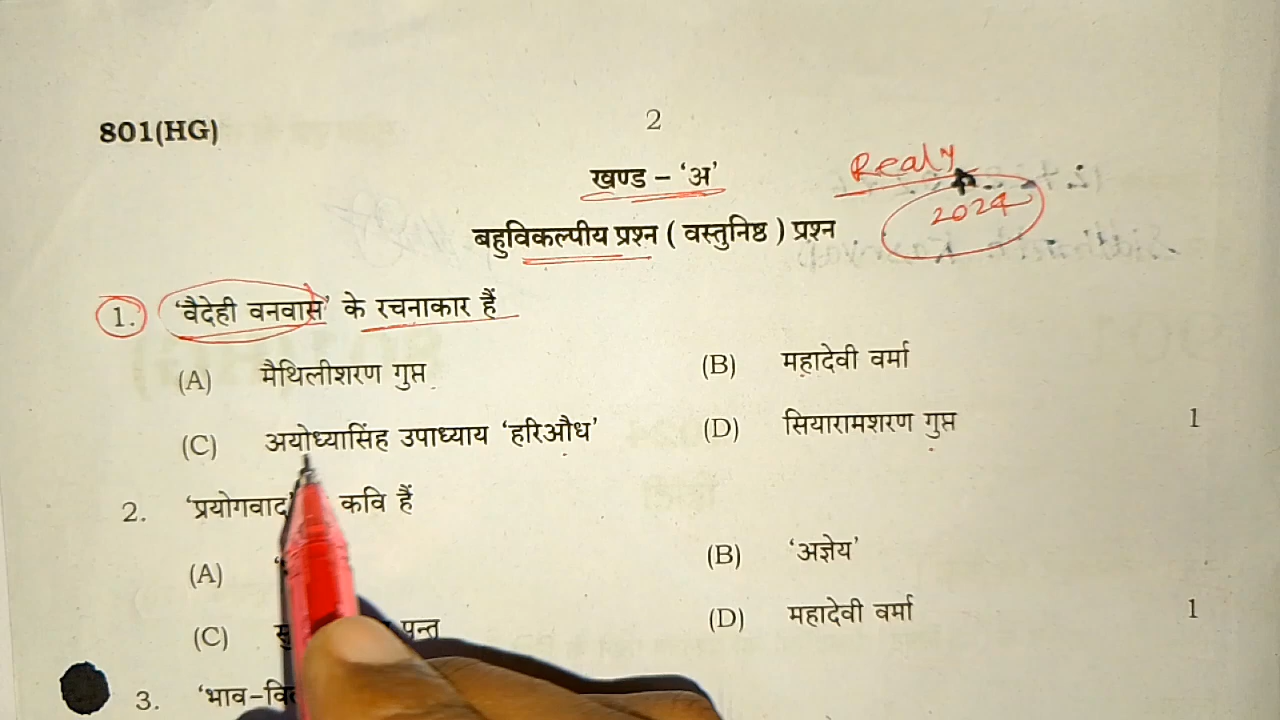 801(HG)
2
खण्ड – ‘अ’
Realy
2024
बहुविकल्पीय प्रश्न ( वस्तुनिष्ठ ) प्रश्न
1. ‘वैदेही वनवास’ के रचनाकार हैं
(A) मैथिलीशरण गुप्त (B) महादेवी वर्मा
(C) अयोध्यासिंह उपाध्याय ‘हरिऔध’ (D) सियारामशरण गुप्त 1
2. ‘प्रयोगवाद’ कवि हैं
(A) (B) ‘अज्ञेय’
(C) पन्त (D) महादेवी वर्मा 1
3. ‘भाव-